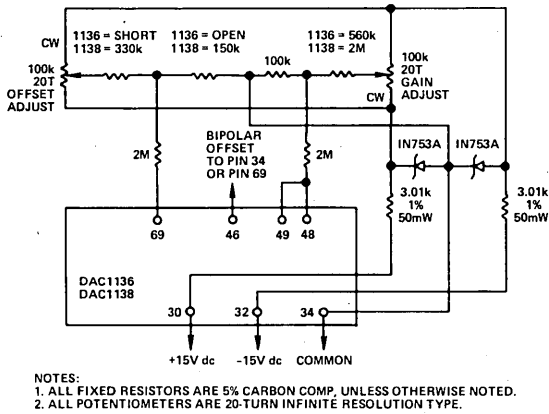 1136 = SHORT
1138 = 330k
1136 = OPEN
1138 = 150k
1136 = 560k
1138 = 2M
CW
100k
100k
20T
OFFSET
ADJUST
100k
20T
GAIN
ADJUST
CW
BIPOLAR
OFFSET
TO PIN 34
OR PIN 69
2M
2M
IN753A
IN753A
3.01k
1%
50mW
3.01k
1%
50mW
69
46
49
48
DAC1136
DAC1138
30
32
34
+15V dc
-15V dc
COMMON
NOTES:
1. ALL FIXED RESISTORS ARE 5% CARBON COMP, UNLESS OTHERWISE NOTED.
2. ALL POTENTIOMETERS ARE 20-TURN INFINITE RESOLUTION TYPE.